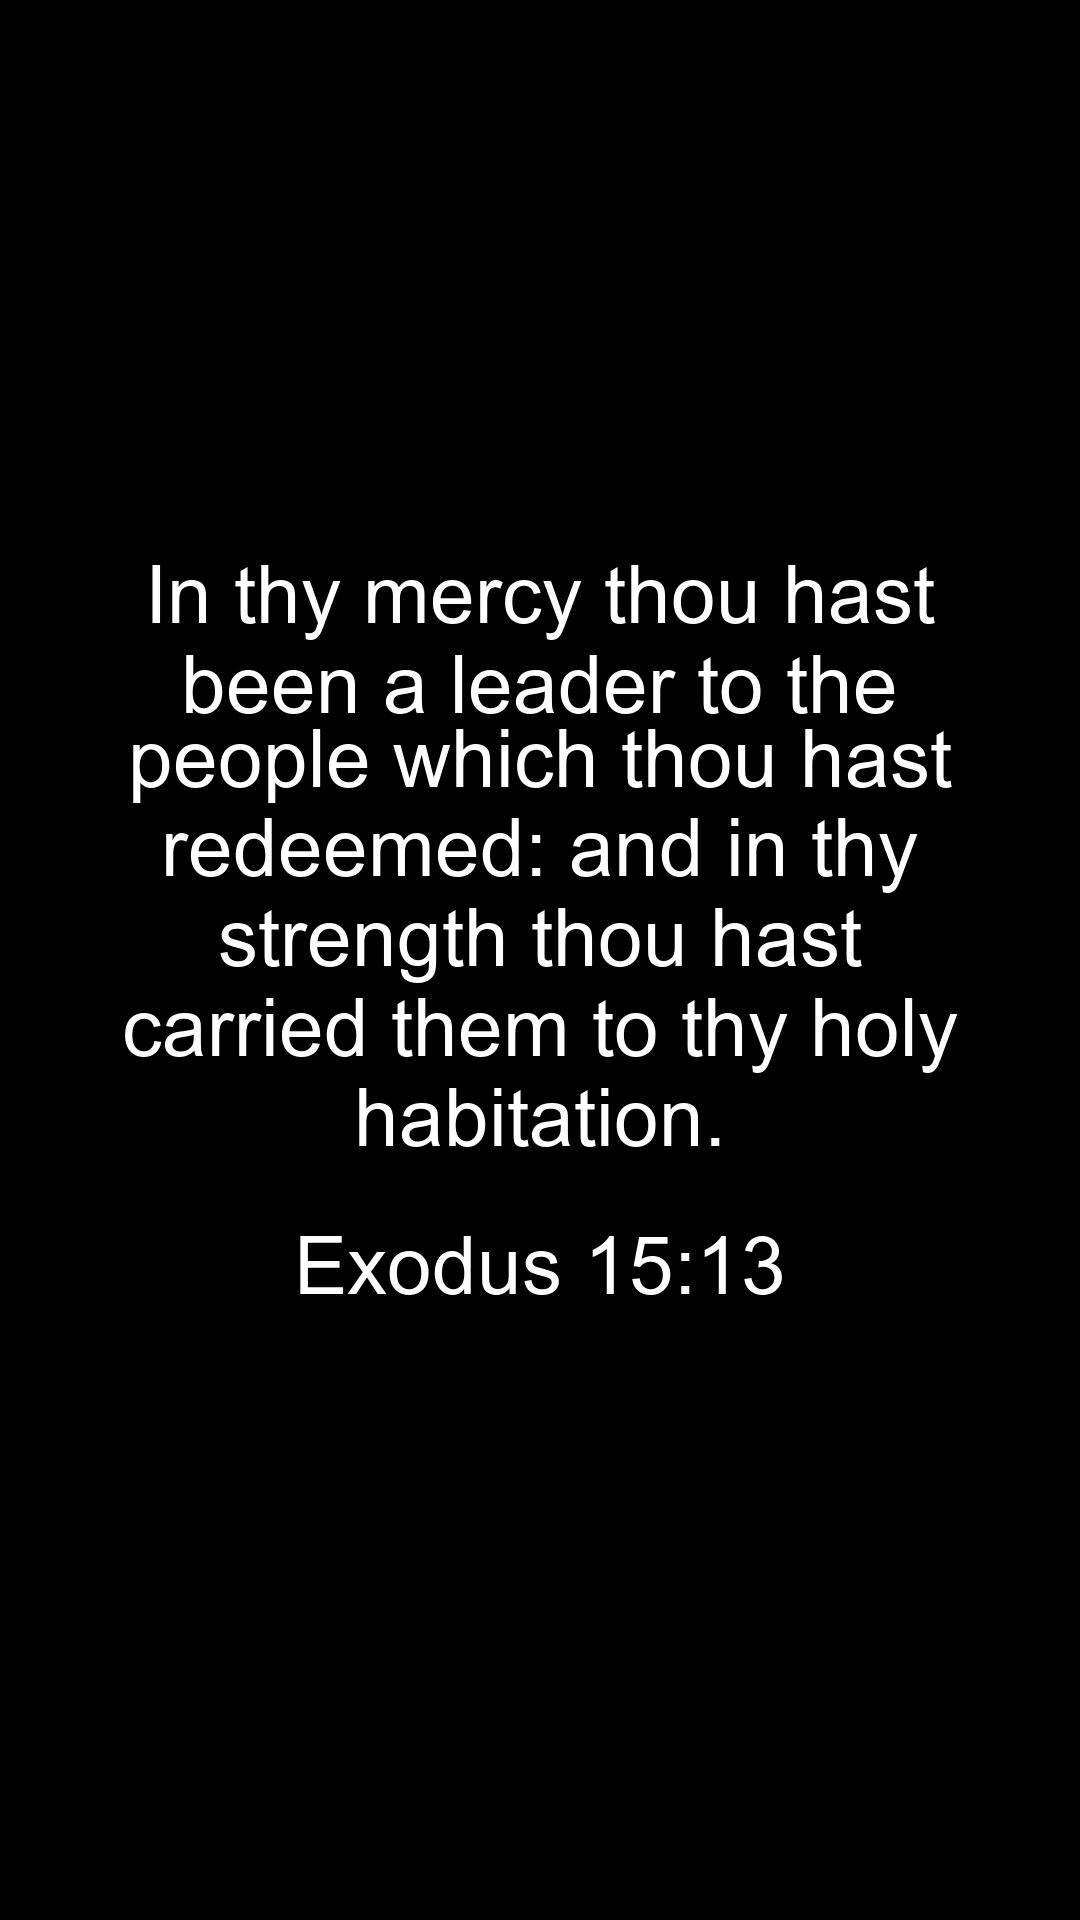 In thy mercy thou hast
been a leader to the
people which thou hast
redeemed: and in thy
strength thou hast
carried them to thy holy
habitation.
Exodus 15:13